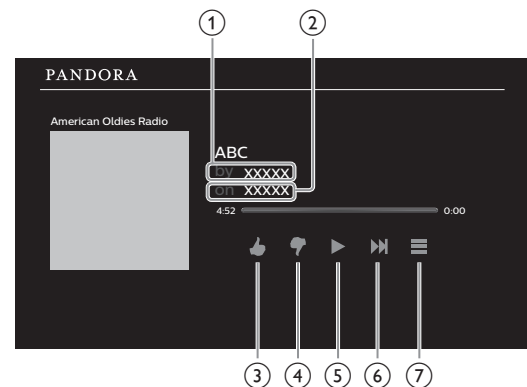 1 2
PANDORA
American Oldies Radio
ABC
by xxxxx
on xxxxx
4:52 0:00
3 4 5 6 7